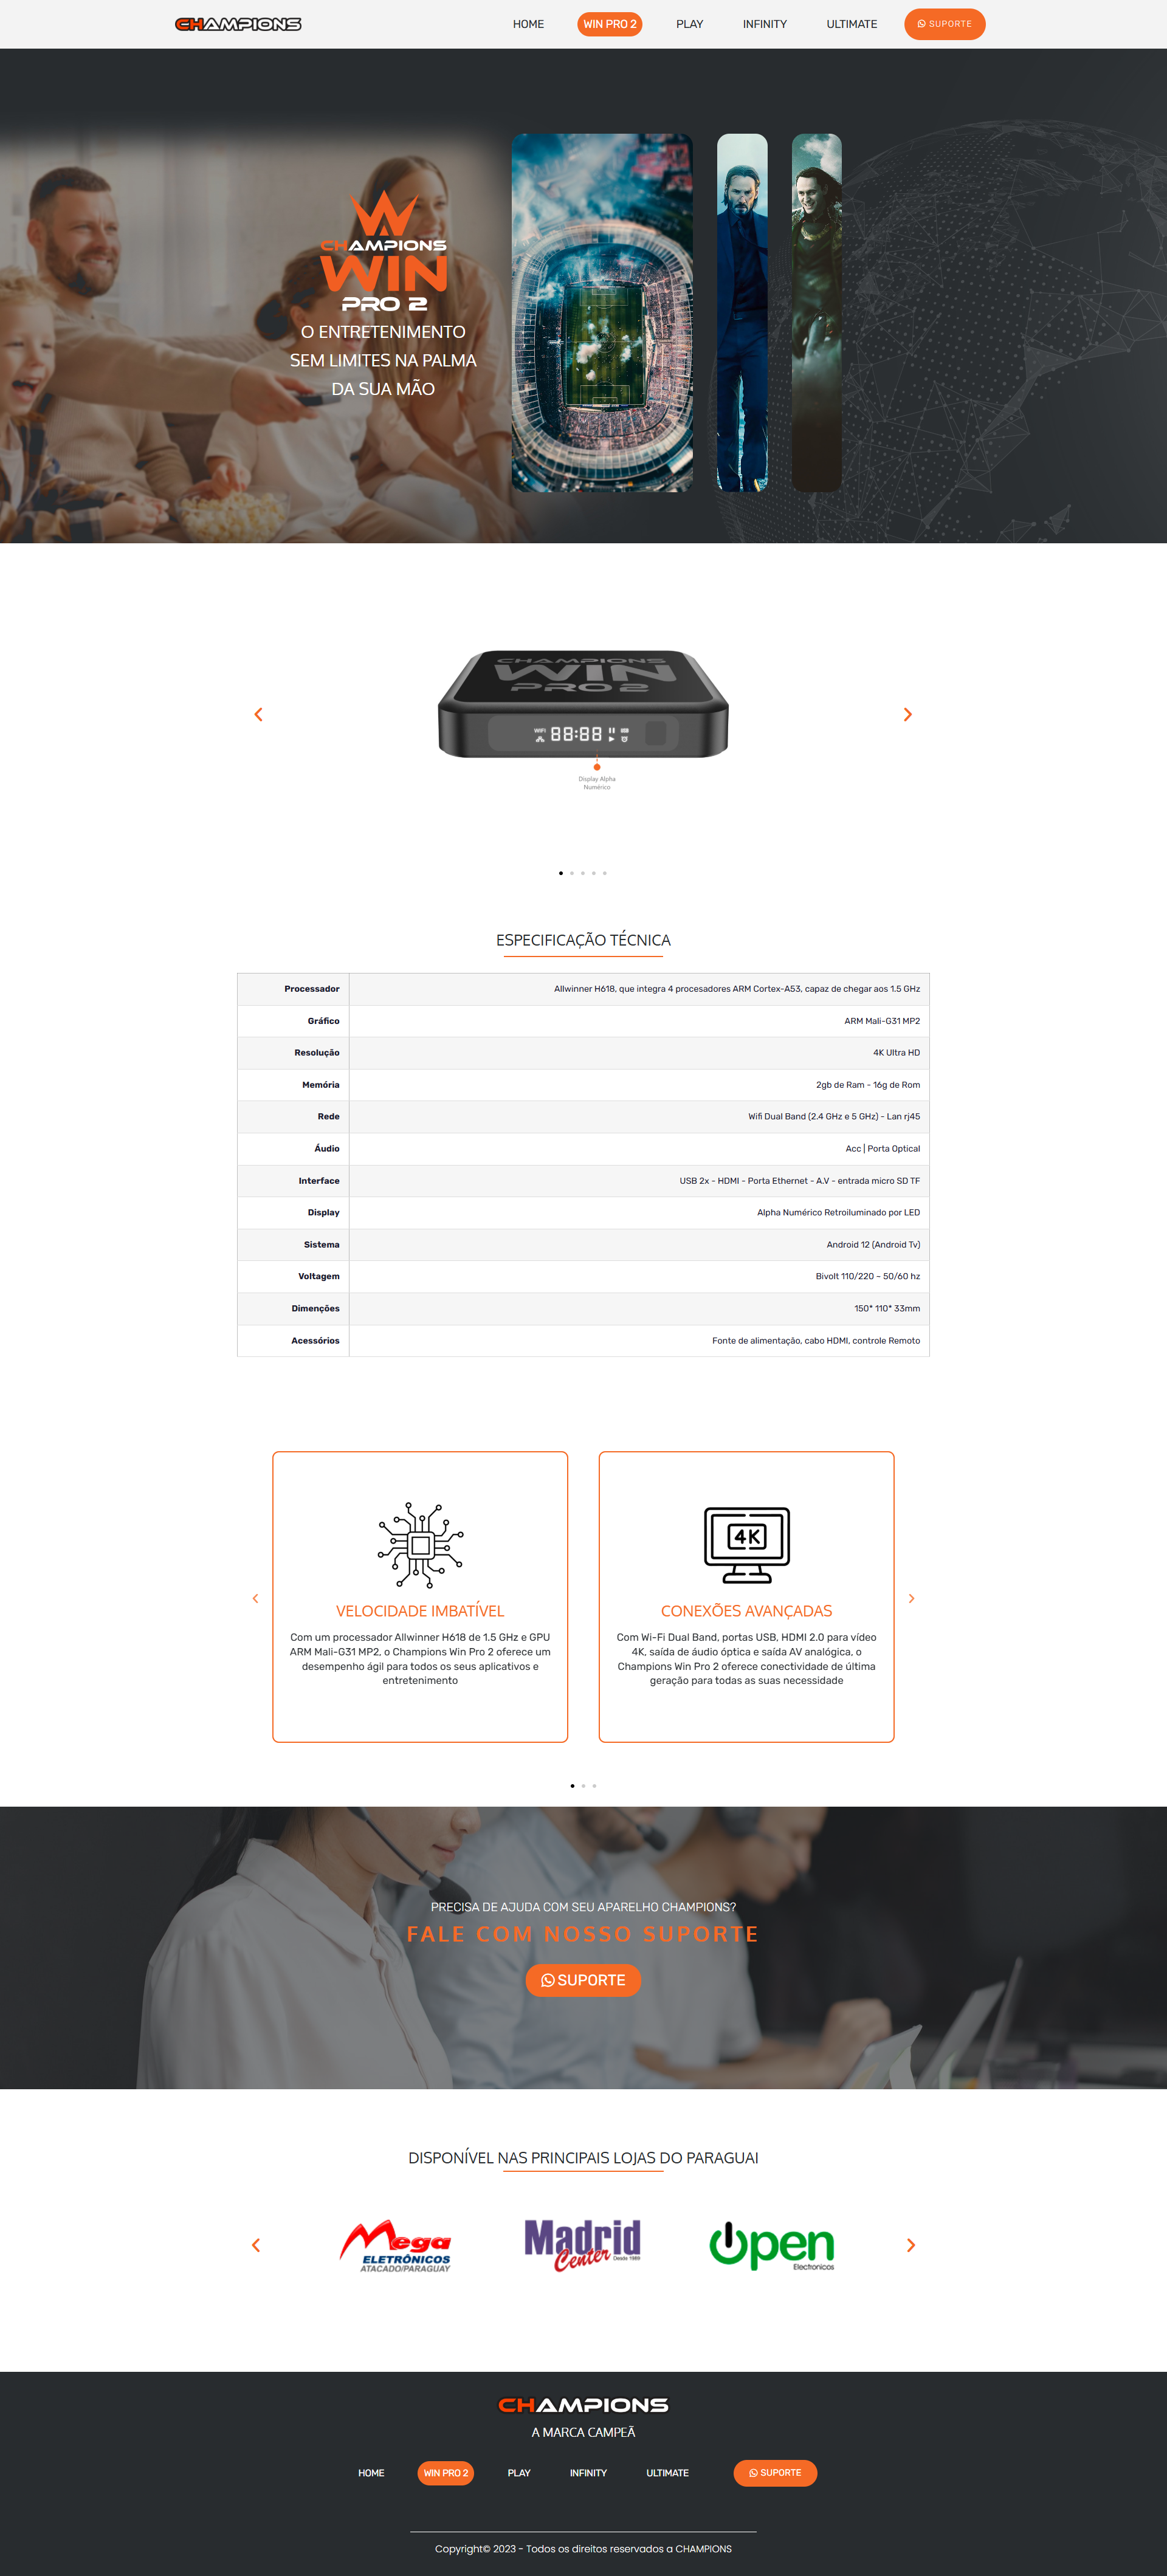 CHAMPIONS
HOME
WIN PRO 2
PLAY
INFINITY
ULTIMATE
SUPORTE
CHAMPIONS
WIN
PRO 2
O ENTRETENIMENTO
SEM LIMITES NA PALMA
DA SUA MÃO
CHAMPIONS
WIN
PRO 2
WIFI 88:88
Display Alpha
Numérico
ESPECIFICAÇÃO TÉCNICA
Processador Allwinner H618, que integra 4 procesadores ARM Cortex-A53, capaz de chegar aos 1.5 GHz
Gráfico ARM Mali-G31 MP2
Resolução 4K Ultra HD
Memória 2gb de Ram - 16g de Rom
Rede Wifi Dual Band (2.4 GHz e 5 GHz) - Lan rj45
Áudio Acc | Porta Optical
Interface USB 2x - HDMI - Porta Ethernet - A.V - entrada micro SD TF
Display Alpha Numérico Retroiluminado por LED
Sistema Android 12 (Android Tv)
Voltagem Bivolt 110/220 ~ 50/60 hz
Dimenções 150* 110* 33mm
Acessórios Fonte de alimentação, cabo HDMI, controle Remoto
VELOCIDADE IMBATÍVEL
Com um processador Allwinner H618 de 1.5 GHz e GPU
ARM Mali-G31 MP2, o Champions Win Pro 2 oferece um
desempenho ágil para todos os seus aplicativos e
entretenimento
4K
CONEXÕES AVANÇADAS
Com Wi-Fi Dual Band, portas USB, HDMI 2.0 para vídeo
4K, saída de áudio óptica e saída AV analógica, o
Champions Win Pro 2 oferece conectividade de última
geração para todas as suas necessidade
PRECISA DE AJUDA COM SEU APARELHO CHAMPIONS?
FALE COM NOSSO SUPORTE
SUPORTE
DISPONÍVEL NAS PRINCIPAIS LOJAS DO PARAGUAI
Mega
ELETRÔNICOS
ATACADO/PARAGUAY
Madrid
Center Desde 1989
Open
Electronicos
CHAMPIONS
A MARCA CAMPEÃ
HOME
WIN PRO 2
PLAY
INFINITY
ULTIMATE
SUPORTE
Copyright© 2023 - Todos os direitos reservados a CHAMPIONS